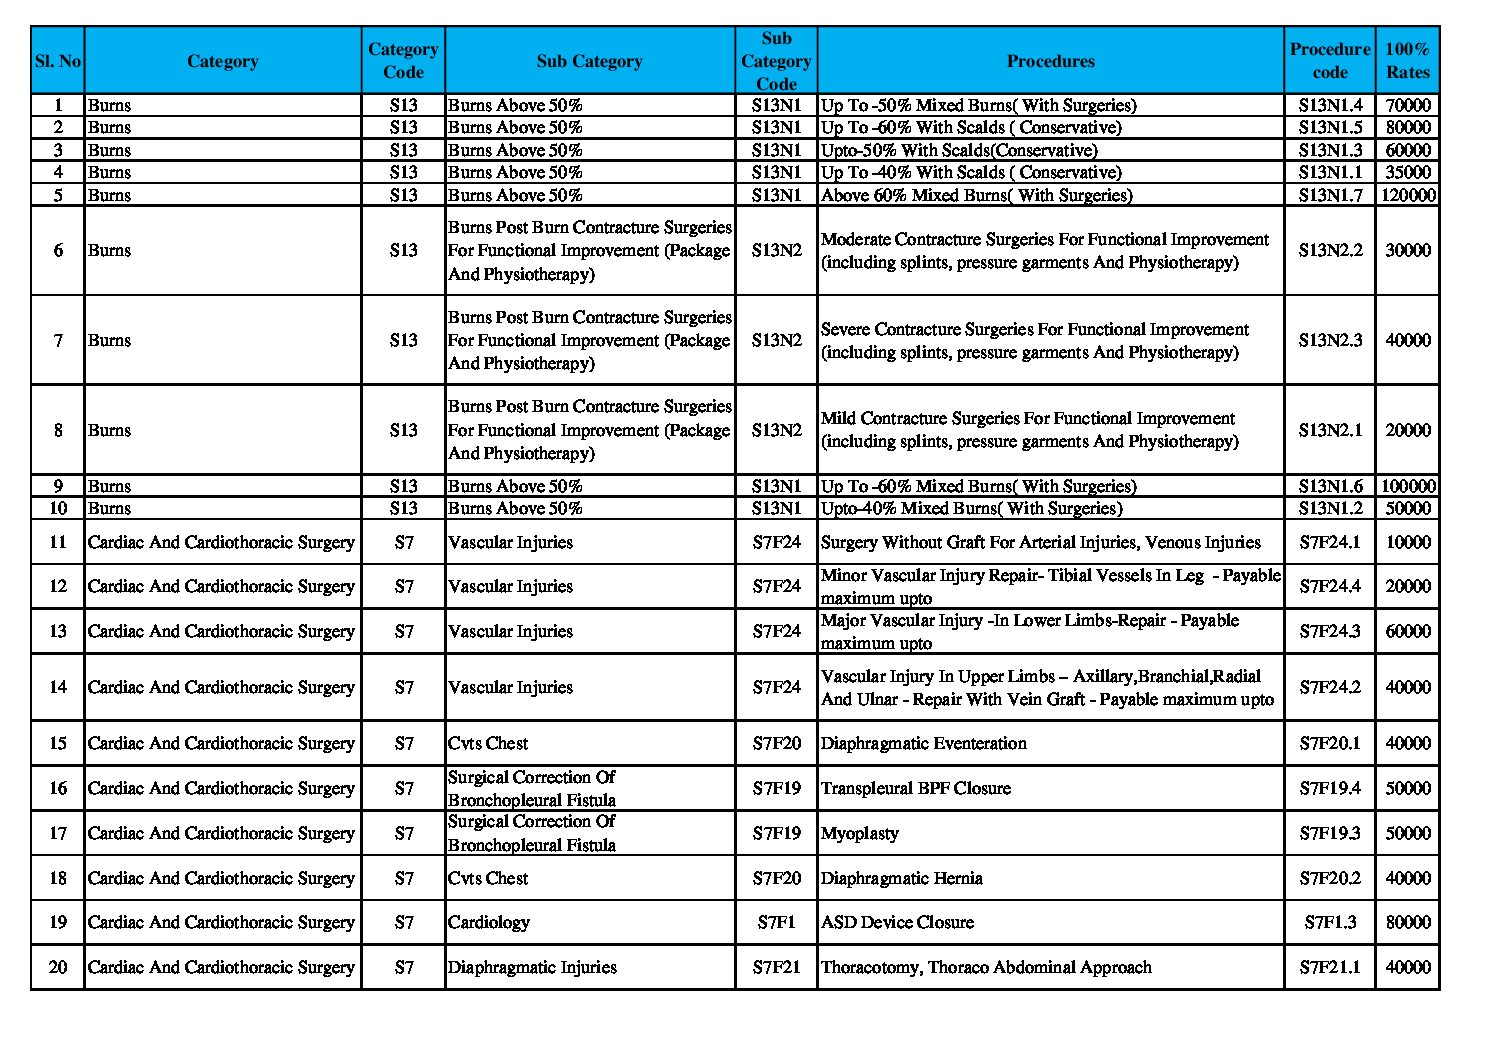 Sl. No Category Category Code Sub Category Sub Category Code Procedures Procedure code 100% Rates
1 Burns S13 Burns Above 50% S13N1 Up To -50% Mixed Burns( With Surgeries) S13N1.4 70000
2 Burns S13 Burns Above 50% S13N1 Up To -60% With Scalds ( Conservative) S13N1.5 80000
3 Burns S13 Burns Above 50% S13N1 Upto-50% With Scalds(Conservative) S13N1.3 60000
4 Burns S13 Burns Above 50% S13N1 Up To -40% With Scalds ( Conservative) S13N1.1 35000
5 Burns S13 Burns Above 50% S13N1 Above 60% Mixed Burns( With Surgeries) S13N1.7 120000
6 Burns S13 Burns Post Burn Contracture Surgeries For Functional Improvement (Package And Physiotherapy) S13N2 Moderate Contracture Surgeries For Functional Improvement (including splints, pressure garments And Physiotherapy) S13N2.2 30000
7 Burns S13 Burns Post Burn Contracture Surgeries For Functional Improvement (Package And Physiotherapy) S13N2 Severe Contracture Surgeries For Functional Improvement (including splints, pressure garments And Physiotherapy) S13N2.3 40000
8 Burns S13 Burns Post Burn Contracture Surgeries For Functional Improvement (Package And Physiotherapy) S13N2 Mild Contracture Surgeries For Functional Improvement (including splints, pressure garments And Physiotherapy) S13N2.1 20000
9 Burns S13 Burns Above 50% S13N1 Up To -60% Mixed Burns( With Surgeries) S13N1.6 100000
10 Burns S13 Burns Above 50% S13N1 Upto-40% Mixed Burns( With Surgeries) S13N1.2 50000
11 Cardiac And Cardiothoracic Surgery S7 Vascular Injuries S7F24 Surgery Without Graft For Arterial Injuries, Venous Injuries S7F24.1 10000
12 Cardiac And Cardiothoracic Surgery S7 Vascular Injuries S7F24 Minor Vascular Injury Repair- Tibial Vessels In Leg - Payable maximum upto S7F24.4 20000
13 Cardiac And Cardiothoracic Surgery S7 Vascular Injuries S7F24 Major Vascular Injury -In Lower Limbs-Repair - Payable maximum upto S7F24.3 60000
14 Cardiac And Cardiothoracic Surgery S7 Vascular Injuries S7F24 Vascular Injury In Upper Limbs – Axillary,Branchial,Radial And Ulnar - Repair With Vein Graft - Payable maximum upto S7F24.2 40000
15 Cardiac And Cardiothoracic Surgery S7 Cvts Chest S7F20 Diaphragmatic Eventeration S7F20.1 40000
16 Cardiac And Cardiothoracic Surgery S7 Surgical Correction Of Bronchopleural Fistula S7F19 Transpleural BPF Closure S7F19.4 50000
17 Cardiac And Cardiothoracic Surgery S7 Surgical Correction Of Bronchopleural Fistula S7F19 Myoplasty S7F19.3 50000
18 Cardiac And Cardiothoracic Surgery S7 Cvts Chest S7F20 Diaphragmatic Hernia S7F20.2 40000
19 Cardiac And Cardiothoracic Surgery S7 Cardiology S7F1 ASD Device Closure S7F1.3 80000
20 Cardiac And Cardiothoracic Surgery S7 Diaphragmatic Injuries S7F21 Thoracotomy, Thoraco Abdominal Approach S7F21.1 40000